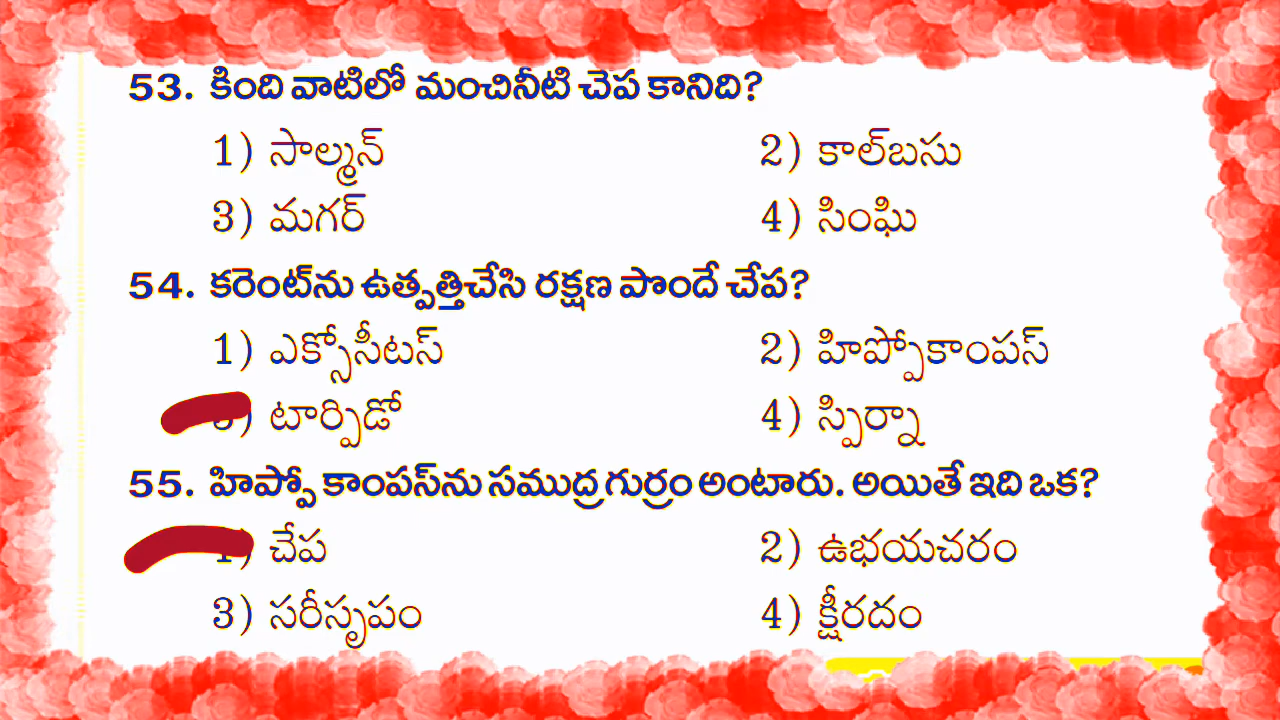 53. కింది వాటిలో మంచినీటి చెప కానిది?
1) సాల్మన్ 2) కాల్‌బసు
3) మగర్ 4) సింఘి
54. కరెంట్‌ను ఉత్పత్తిచేసి రక్షణ పొందే చేప?
1) ఎక్సోసీటస్ 2) హిప్పోకాంపస్
3) టార్పిడో 4) స్పిర్నా
55. హిప్పో కాంపస్‌ను సముద్ర గుర్రం అంటారు. అయితే ఇది ఒక?
1) చేప 2) ఉభయచరం
3) సరీసృపం 4) క్షీరదం